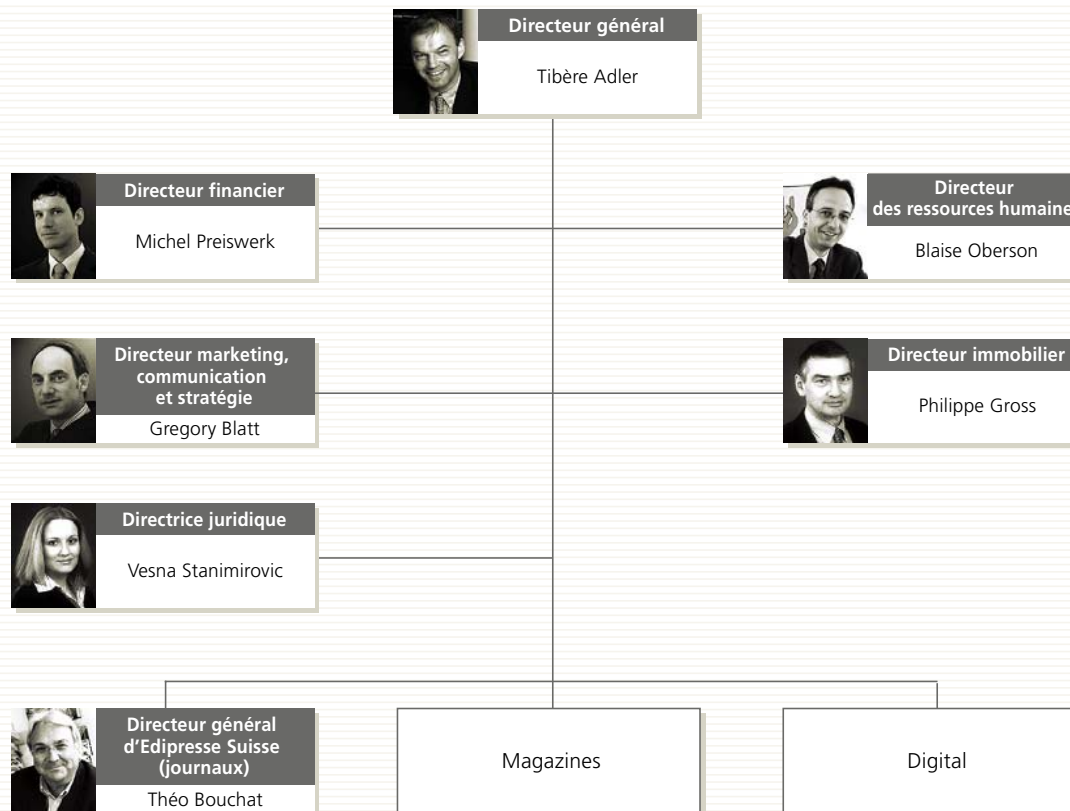 Directeur général
Tibère Adler
Directeur financier
Michel Preiswerk
Directeur
des ressources humaine
Blaise Oberson
Directeur marketing,
communication
et stratégie
Gregory Blatt
Directeur immobilier
Philippe Gross
Directrice juridique
Vesna Stanimirovic
Directeur général
d'Edipresse Suisse
(journaux)
Théo Bouchat
Magazines
Digital